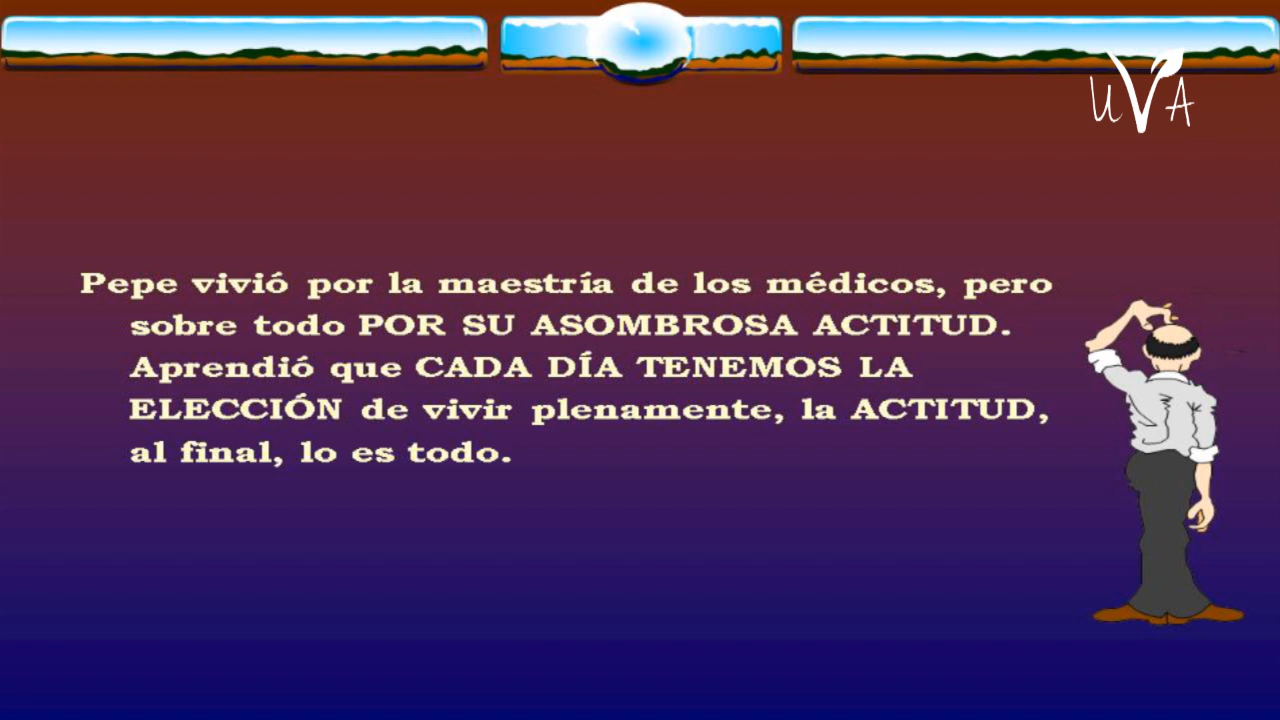 UVA
Pepe vivió por la maestría de los médicos, pero
sobre todo POR SU ASOMBROSA ACTITUD.
Aprendió que CADA DÍA TENEMOS LA
ELECCIÓN de vivir plenamente, la ACTITUD,
al final, lo es todo.